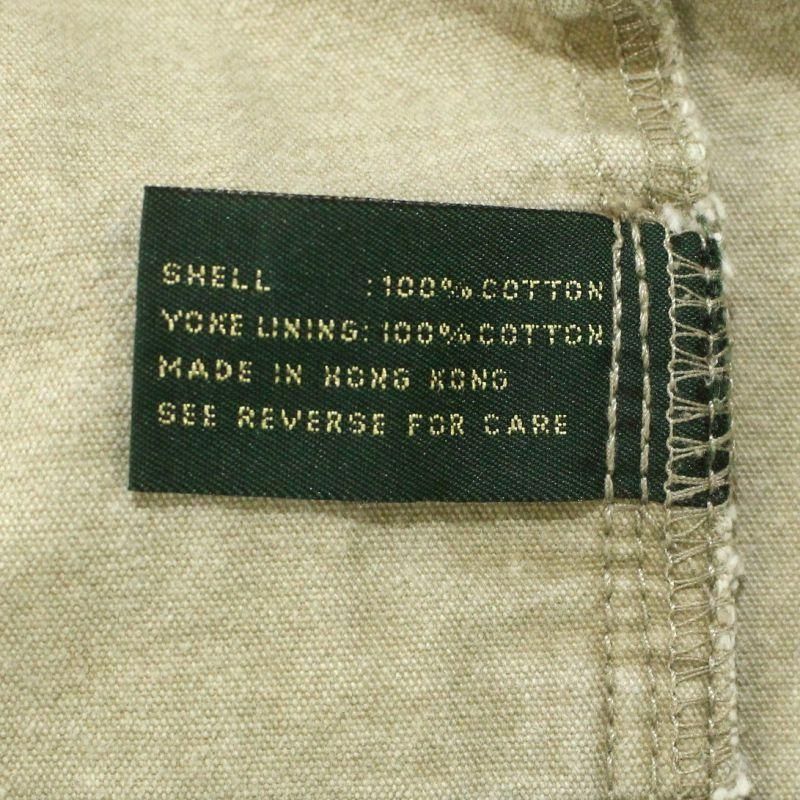 SHELL :100% COTTON
YOKE LINING: 100% COTTON
MADE IN HONG KONG
SEE REVERSE FOR CARE